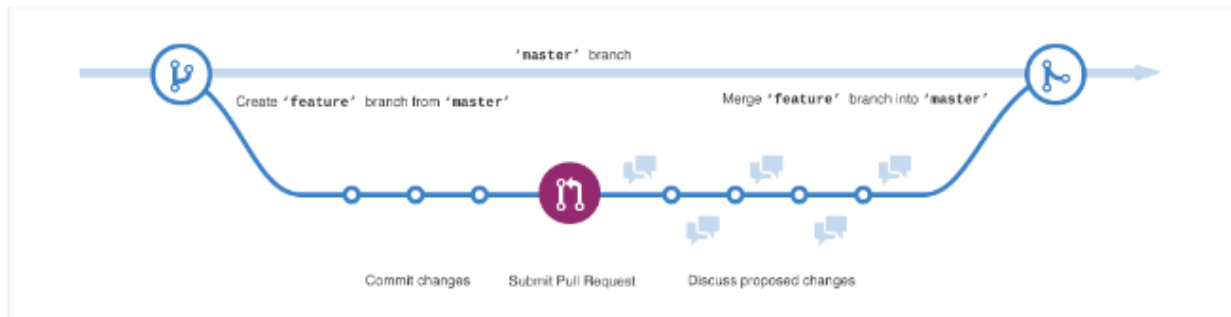 ‘master’ branch
Create ‘feature’ branch from ‘master’
Merge ‘feature’ branch into ‘master’
Commit changes
Submit Pull Request
Discuss proposed changes